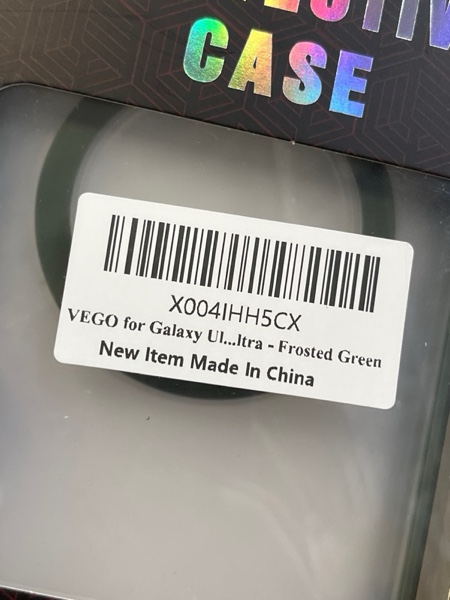 CASE
X004IHH5CX
VEGO for Galaxy Ul...ltra - Frosted Green
New Item Made In China